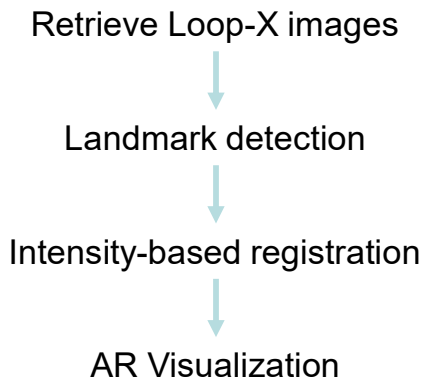 Retrieve Loop-X images
Landmark detection
Intensity-based registration
AR Visualization